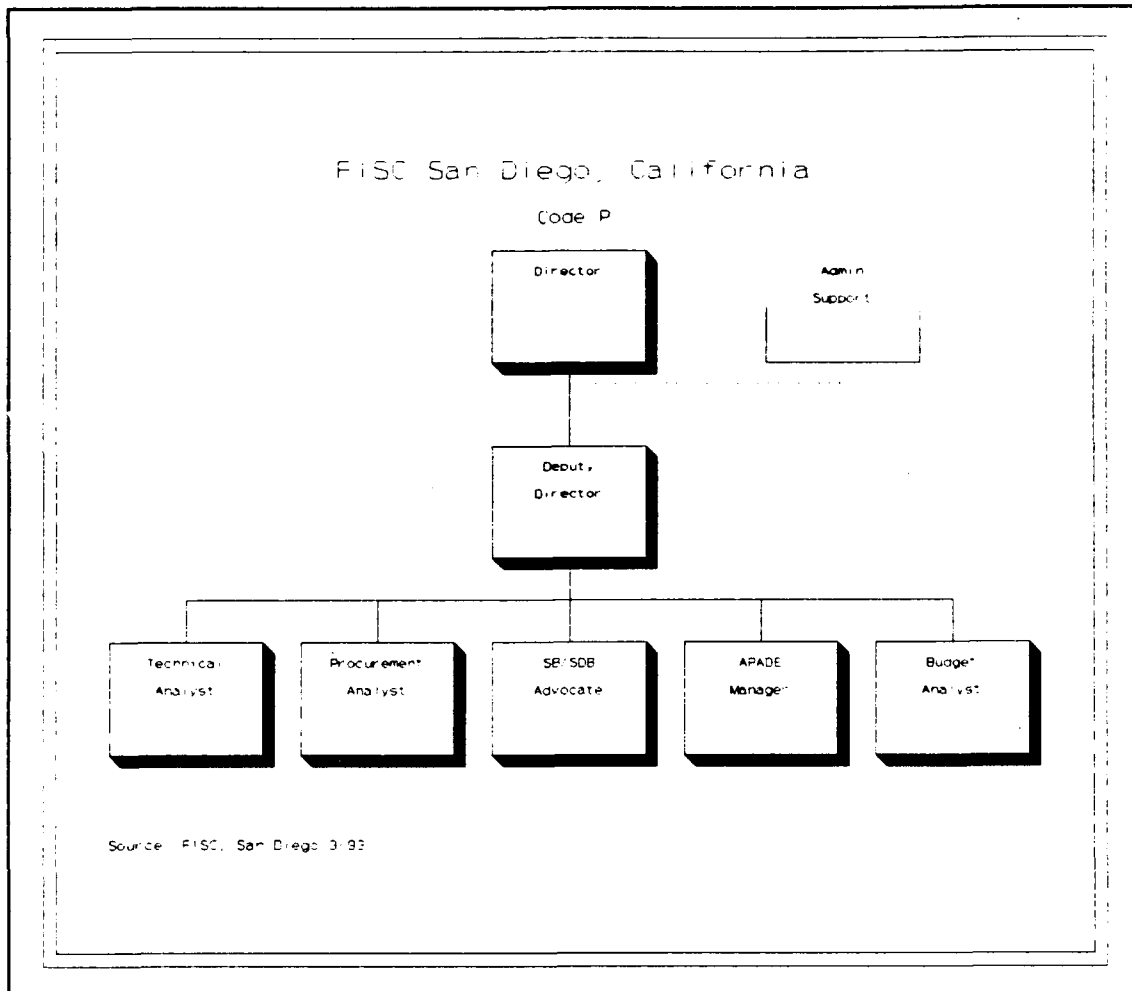 FISC San Diego, California
Code P
Director
Admin
Support
Deputy
Director
Technical
Analyst
Procurement
Analyst
SB/SDB
Advocate
APADE
Manager
Budget
Analyst
Source: FISC, San Diego 3/93